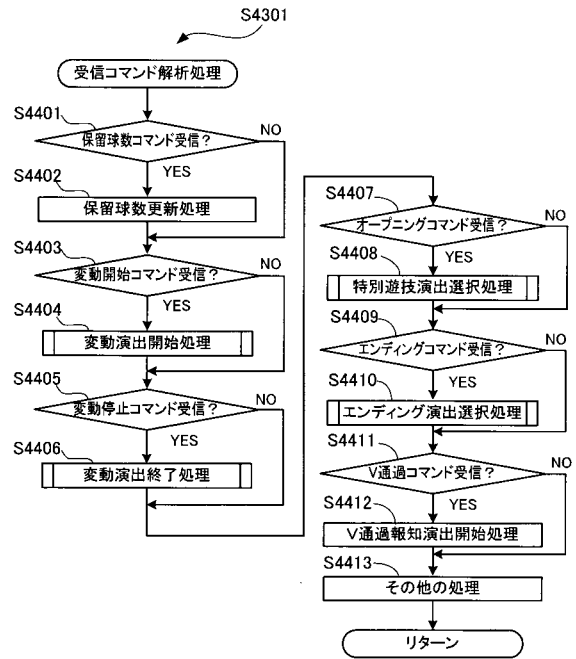 S4301
受信コマンド解析処理
S4401
保留球数コマンド受信?
NO
YES
S4402
保留球数更新処理
S4403
変動開始コマンド受信?
NO
YES
S4404
変動演出開始処理
S4405
変動停止コマンド受信?
NO
YES
S4406
変動演出終了処理
S4407
オープニングコマンド受信?
NO
YES
S4408
特別遊技演出選択処理
S4409
エンディングコマンド受信?
NO
YES
S4410
エンディング演出選択処理
S4411
V通過コマンド受信?
NO
YES
S4412
V通過報知演出開始処理
S4413
その他の処理
リターン